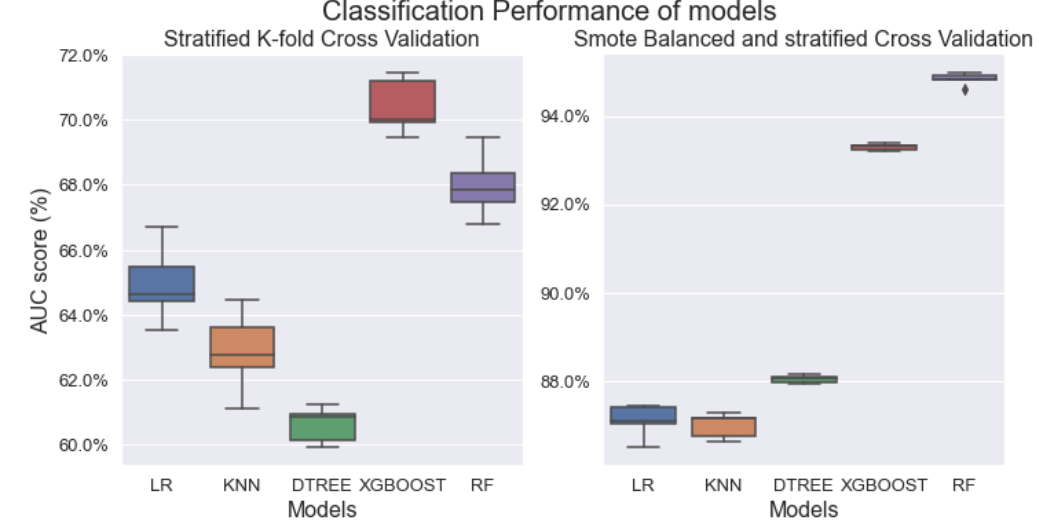 Classification Performance of models
Stratified K-fold Cross Validation
72.0%
70.0%
68.0%
66.0%
64.0%
62.0%
60.0%
AUC score (%)
LR KNN DTREE XGBOOST RF
Models
Smote Balanced and stratified Cross Validation
94.0%
92.0%
90.0%
88.0%
LR KNN DTREE XGBOOST RF
Models